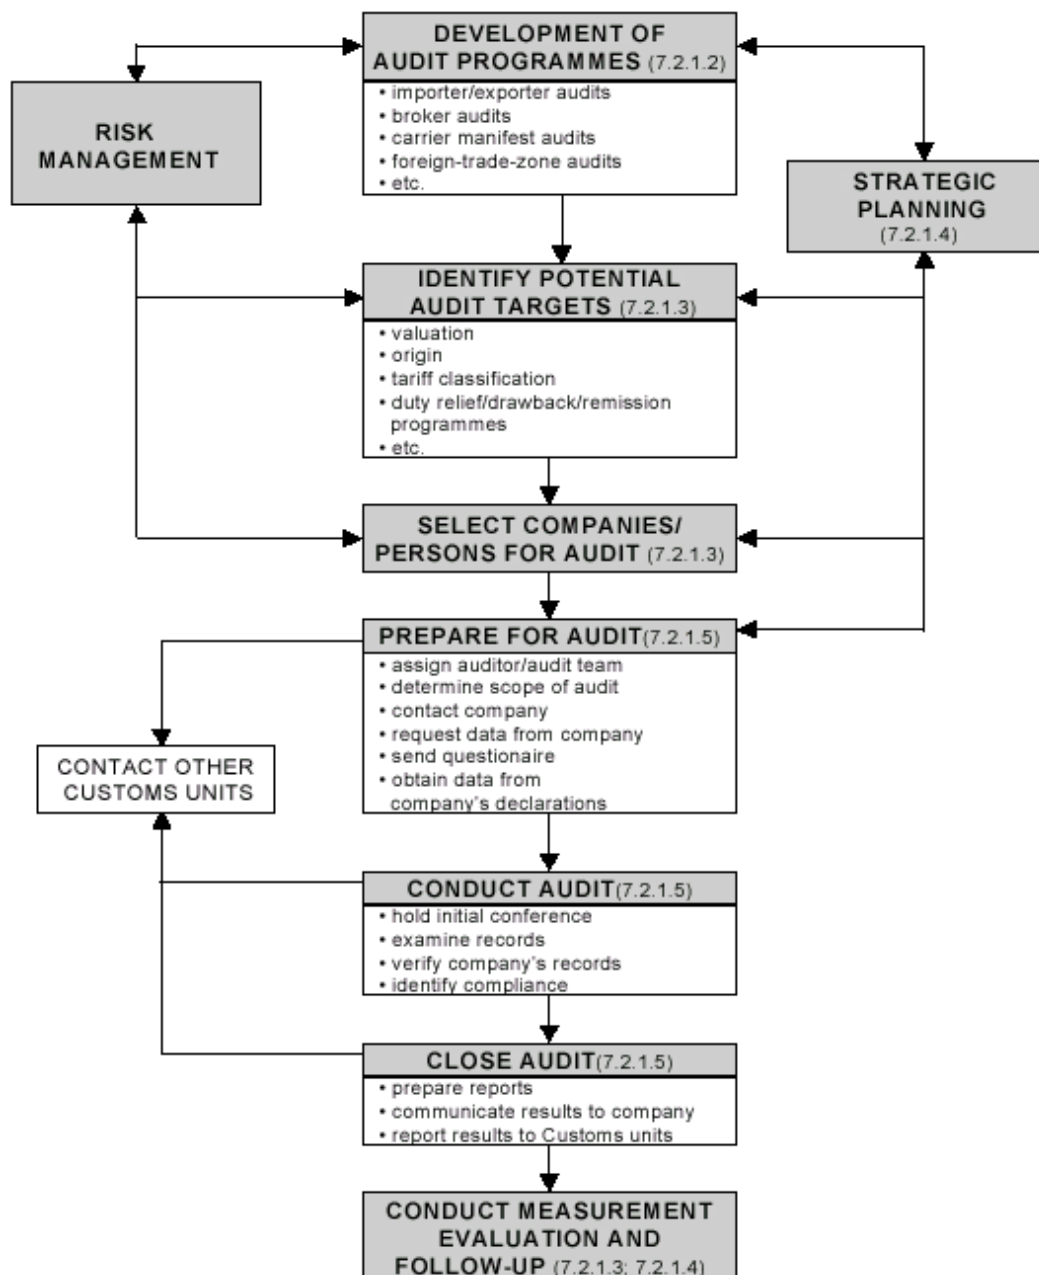 DEVELOPMENT OF
AUDIT PROGRAMMES (7.2.1.2)
• importer/exporter audits
• broker audits
• carrier manifest audits
• foreign-trade-zone audits
• etc.
RISK
MANAGEMENT
STRATEGIC
PLANNING
(7.2.1.4)
IDENTIFY POTENTIAL
AUDIT TARGETS (7.2.1.3)
• valuation
• origin
• tariff classification
• duty relief/drawback/remission
programmes
• etc.
SELECT COMPANIES/
PERSONS FOR AUDIT (7.2.1.3)
PREPARE FOR AUDIT(7.2.1.5)
• assign auditor/audit team
• determine scope of audit
• contact company
• request data from company
• send questionaire
• obtain data from
company's declarations
CONTACT OTHER
CUSTOMS UNITS
CONDUCT AUDIT(7.2.1.5)
• hold initial conference
• examine records
• verify company's records
• identify compliance
CLOSE AUDIT(7.2.1.5)
• prepare reports
• communicate results to company
• report results to Customs units
CONDUCT MEASUREMENT
EVALUATION AND
FOLLOW-UP (7.2.1.3; 7.2.1.4)